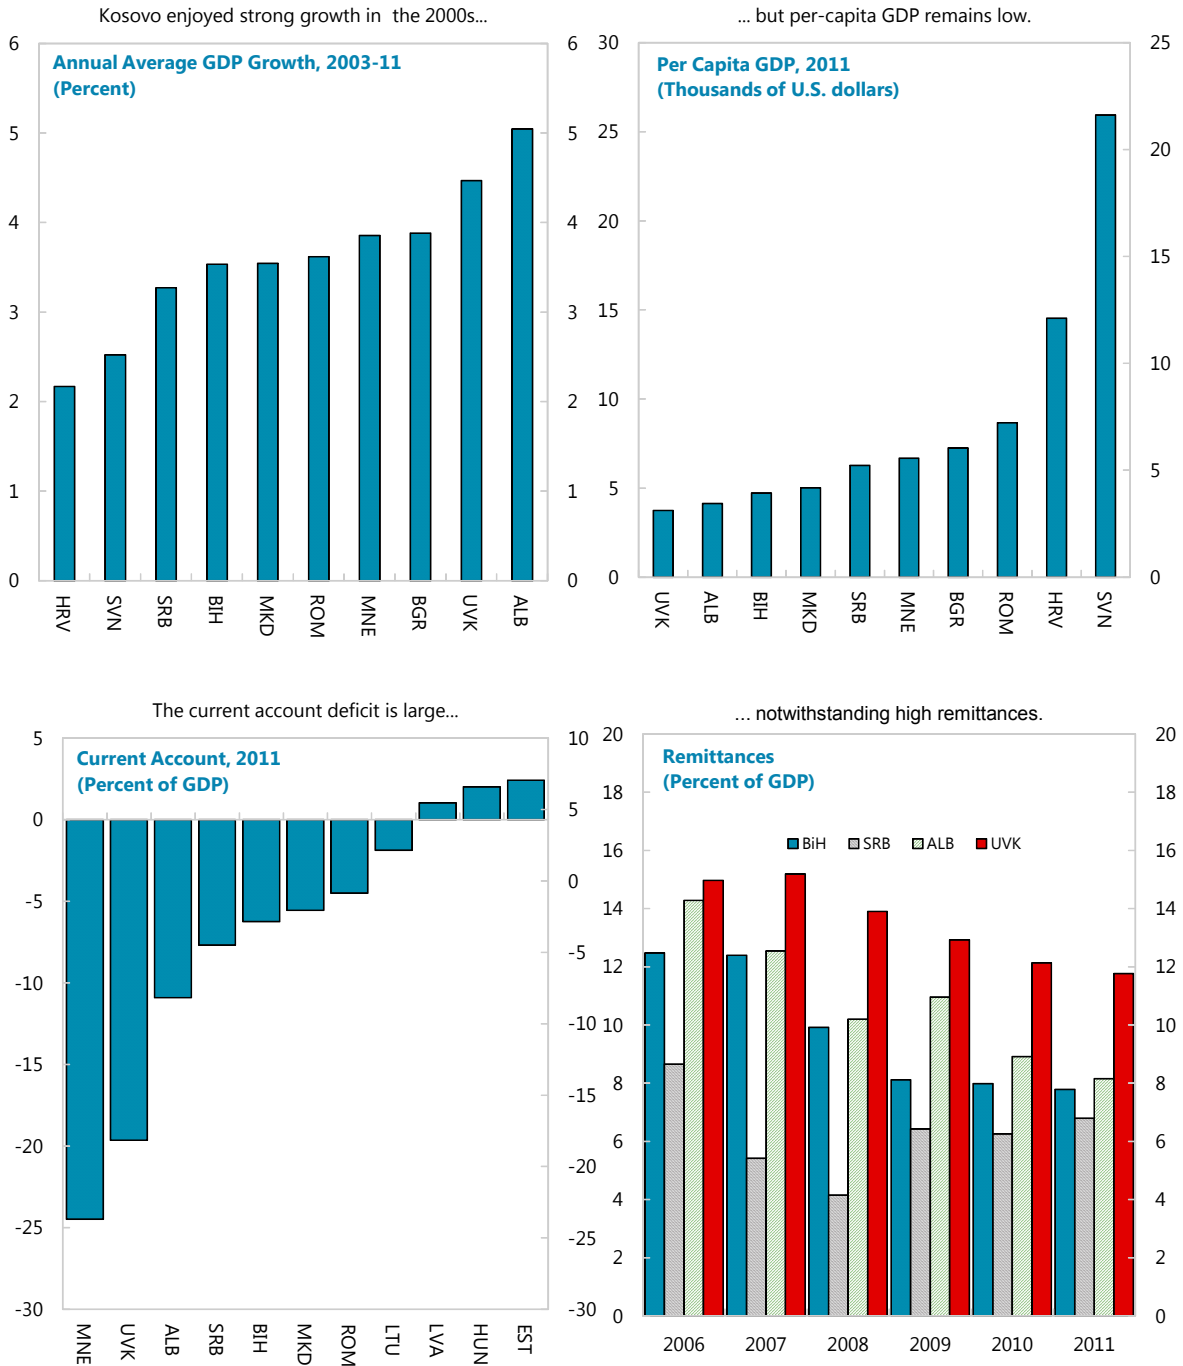 Kosovo enjoyed strong growth in the 2000s...
Annual Average GDP Growth, 2003-11
(Percent)
6
5
4
3
2
1
0
6
5
4
3
2
1
0
HRV
SVN
SRB
BIH
MKD
ROM
MNE
BGR
UVK
ALB
... but per-capita GDP remains low.
Per Capita GDP, 2011
(Thousands of U.S. dollars)
30
25
20
15
10
5
0
25
20
15
10
5
0
UVK
ALB
BIH
MKD
SRB
MNE
BGR
ROM
HRV
SVN
The current account deficit is large...
Current Account, 2011
(Percent of GDP)
5
0
-5
-10
-15
-20
-25
-30
10
5
0
-5
-10
-15
-20
-25
-30
MNE
UVK
ALB
SRB
BIH
MKD
ROM
LTU
LVA
HUN
EST
... notwithstanding high remittances.
Remittances
(Percent of GDP)
BiH SRB ALB UVK
20
18
16
14
12
10
8
6
4
2
0
20
18
16
14
12
10
8
6
4
2
0
2006 2007 2008 2009 2010 2011